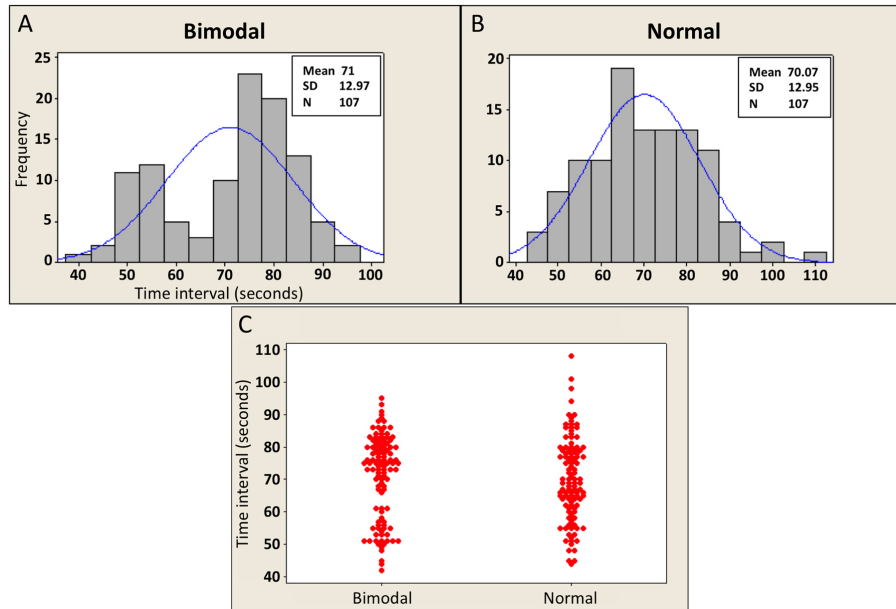 A
Bimodal
Mean 71
SD 12.97
N 107
Frequency
25
20
15
10
5
0
40 50 60 70 80 90 100
Time interval (seconds)
B
Normal
Mean 70.07
SD 12.95
N 107
20
15
10
5
0
40 50 60 70 80 90 100 110
C
Time interval (seconds)
110
100
90
80
70
60
50
40
Bimodal Normal